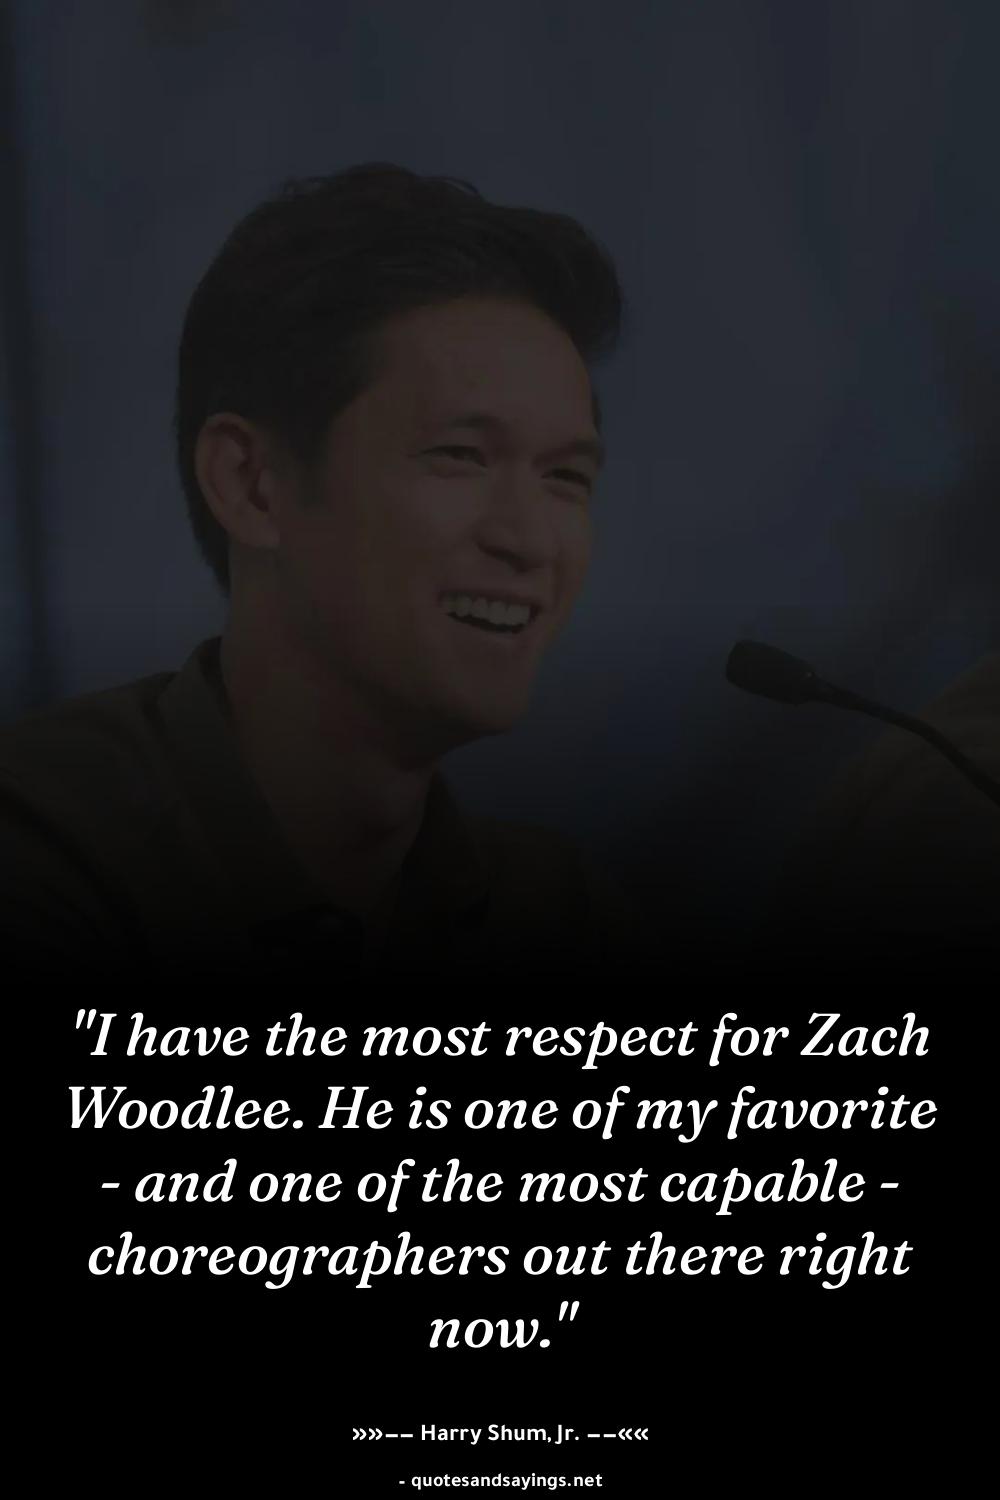 "I have the most respect for Zach
Woodlee. He is one of my favorite
- and one of the most capable -
choreographers out there right
now."
»»–– Harry Shum, Jr. ––««
- quotesandsayings.net